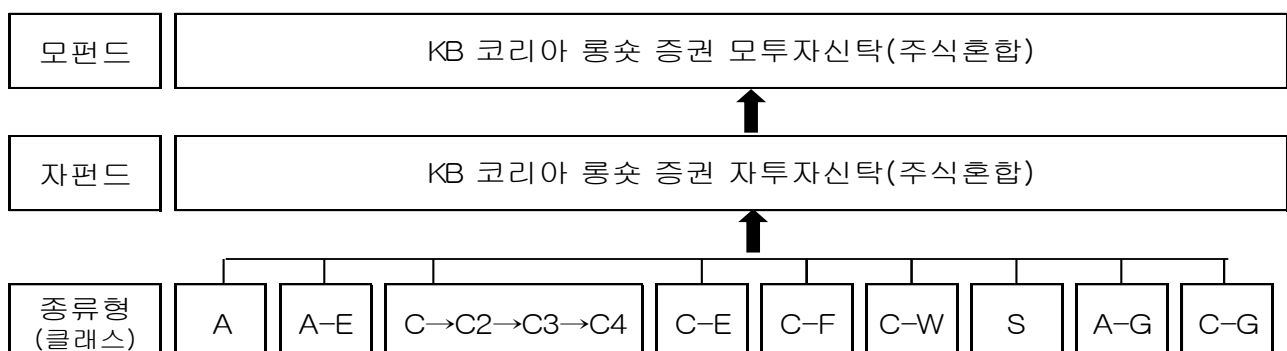 모펀드
KB 코리아 롱숏 증권 모투자신탁(주식혼합)
자펀드
KB 코리아 롱숏 증권 자투자신탁(주식혼합)
종류형
(클래스)
A
A-E
C→C2→C3→C4
C-E
C-F
C-W
S
A-G
C-G